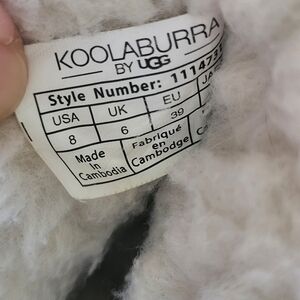 KOOLABURRA
BY UGG
Style Number:
USA UK EU
8 6 39
Made in Cambodia
Fabriqué en Cambodge